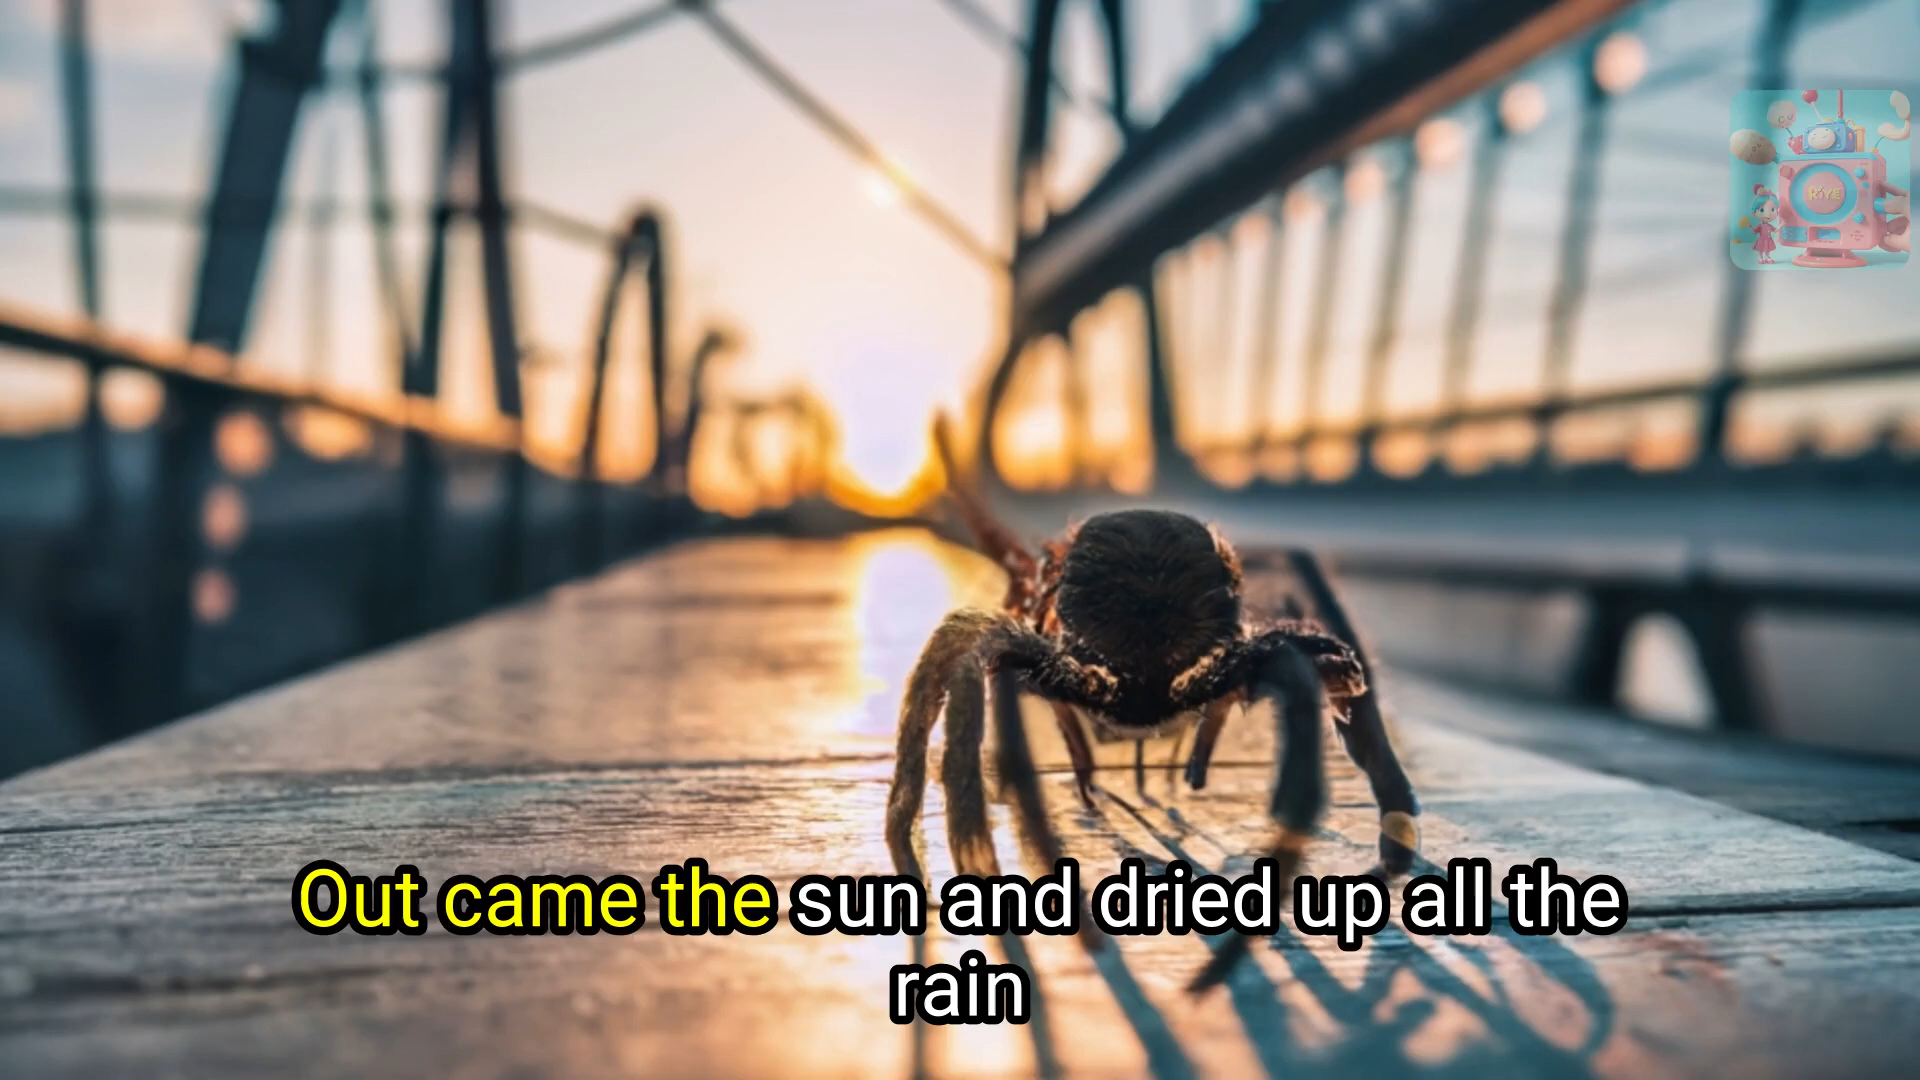 Out came the sun and dried up all the
rain